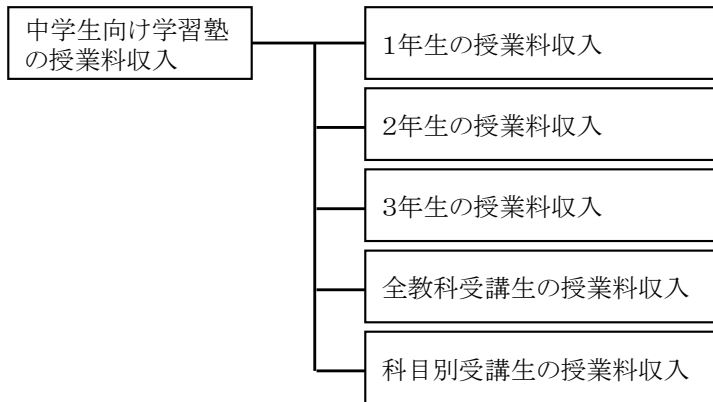 中学生向け学習塾
の授業料収入
1年生の授業料収入
2年生の授業料収入
3年生の授業料収入
全教科受講生の授業料収入
科目別受講生の授業料収入